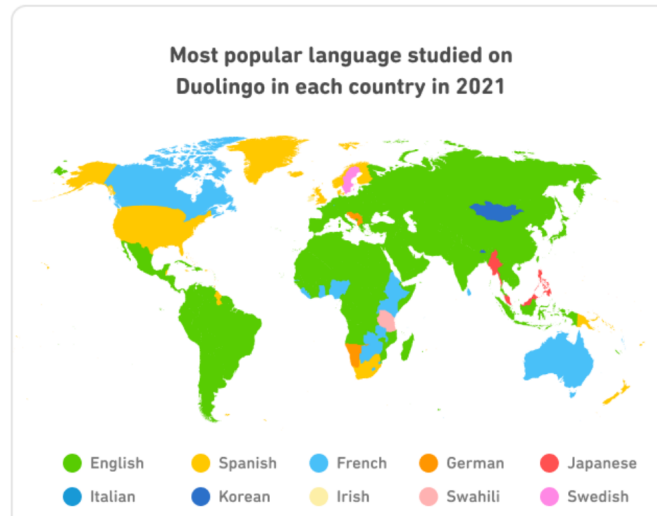 Most popular language studied on
Duolingo in each country in 2021
English Spanish French German Japanese
Italian Korean Irish Swahili Swedish